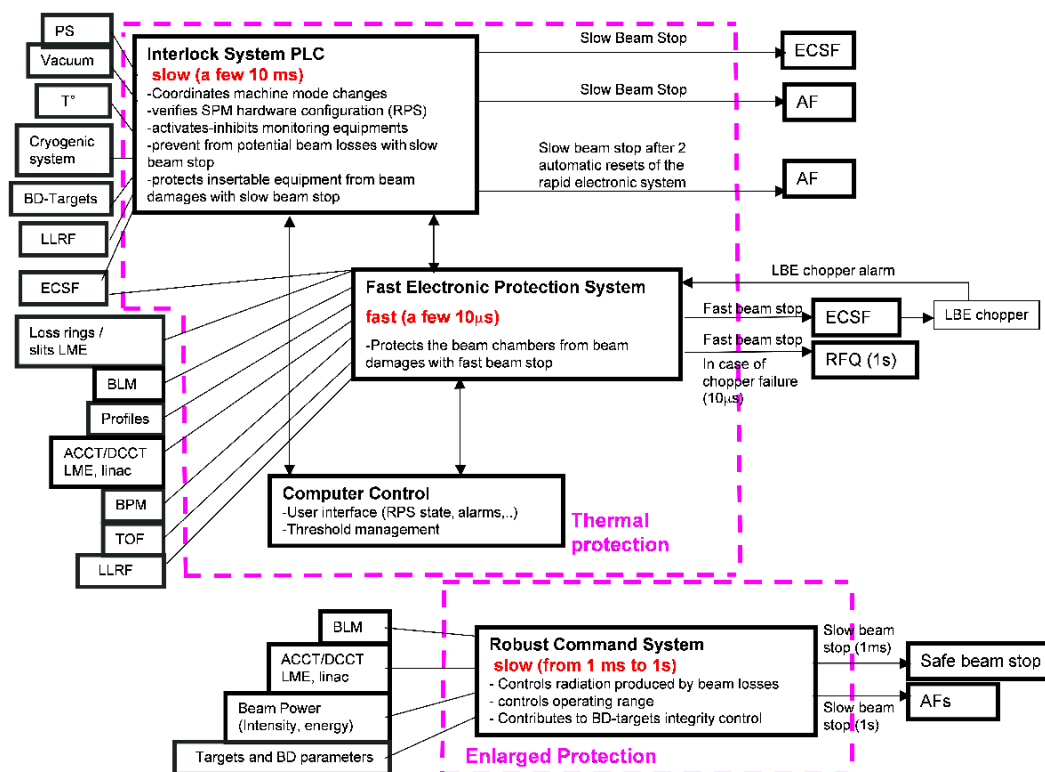 PS
Vacuum
T°
Cryogenic
system
BD-Targets
LLRF
ECSF
Interlock System PLC
slow (a few 10 ms)
-Coordinates machine mode changes
-verifies SPM hardware configuration (RPS)
-activates-inhibits monitoring equipments
-prevent from potential beam losses with slow
beam stop
-protects insertable equipment from beam
damages with slow beam stop
Slow Beam Stop
ECSF
Slow Beam Stop
AF
Slow beam stop after 2
automatic resets of the
rapid electronic system
AF
Loss rings /
slits LME
BLM
Profiles
ACCT/DCCT
LME, linac
BPM
TOF
LLRF
Fast Electronic Protection System
fast (a few 10µs)
-Protects the beam chambers from beam
damages with fast beam stop
LBE chopper alarm
Fast beam stop
ECSF
LBE chopper
Fast beam stop
RFQ (1s)
In case of
chopper failure
(10µs)
Computer Control
-User interface (RPS state, alarms,..)
-Threshold management
Thermal
protection
BLM
ACCT/DCCT
LME, linac
Beam Power
(Intensity, energy)
Targets and BD parameters
Robust Command System
slow (from 1 ms to 1s)
- Controls radiation produced by beam losses
- controls operating range
- Contributes to BD-targets integrity control
Enlarged Protection
Slow beam
stop (1ms)
Safe beam stop
Slow beam
stop (1s)
AFs